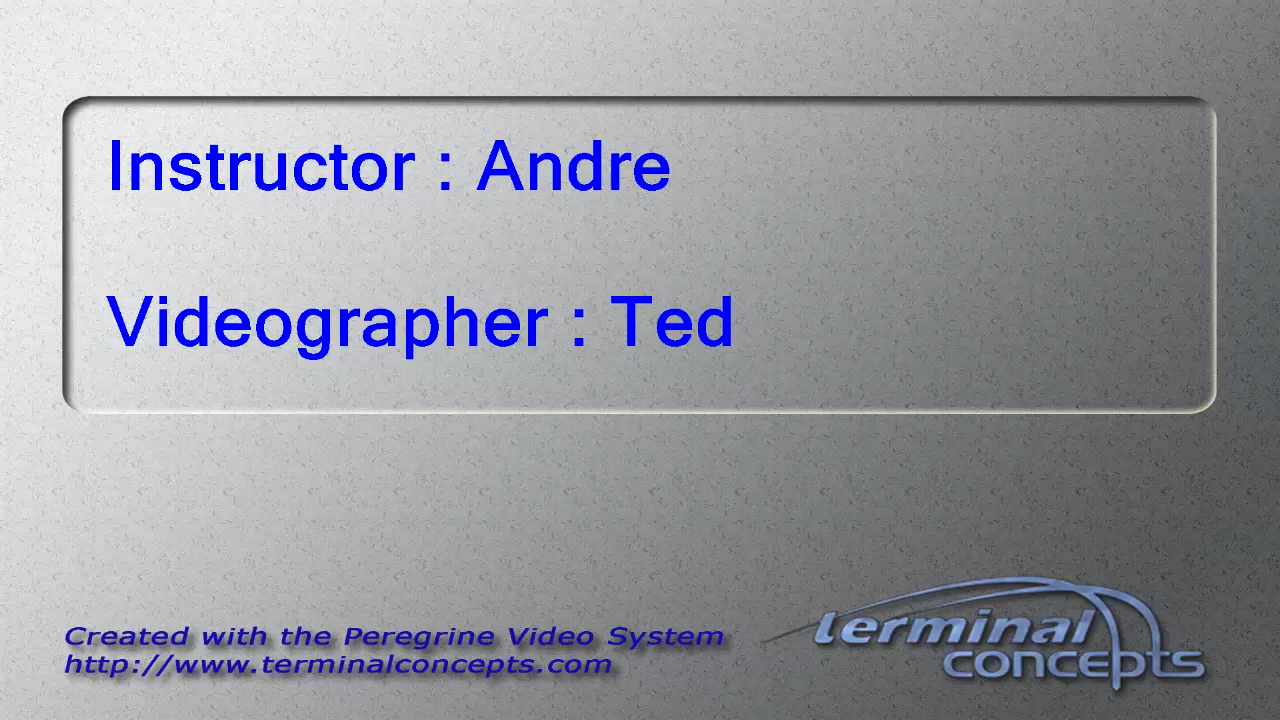 Instructor : Andre
Videographer : Ted
Created with the Peregrine Video System
http://www.terminalconcepts.com
terminal
concepts